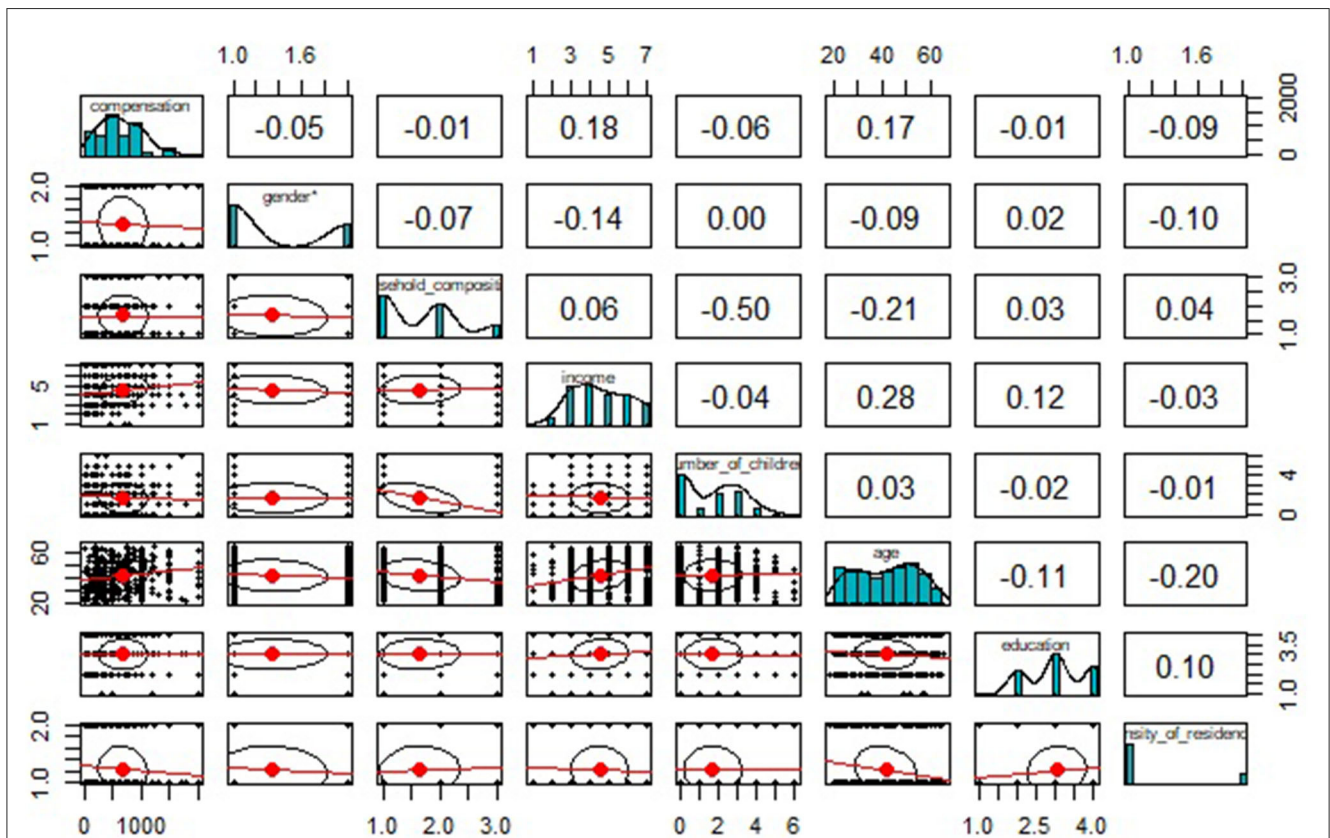 1.0 1.6 1 3 5 7 20 40 60 1.0 1.6
compensation -0.05 -0.01 0.18 -0.06 0.17 -0.01 -0.09 0 2000
1.0 2.0 gender* -0.07 -0.14 0.00 -0.09 0.02 -0.10
sehold_compositi 0.06 -0.50 -0.21 0.03 0.04 1.0 3.0
1 5 income -0.04 0.28 0.12 -0.03
umber_of_childre 0.03 -0.02 -0.01 0 4
20 60 age -0.11 -0.20
education 0.10 1.0 3.5
1.0 2.0 nsity_of_residenc
0 1000 1.0 2.0 3.0 0 2 4 6 1.0 2.5 4.0